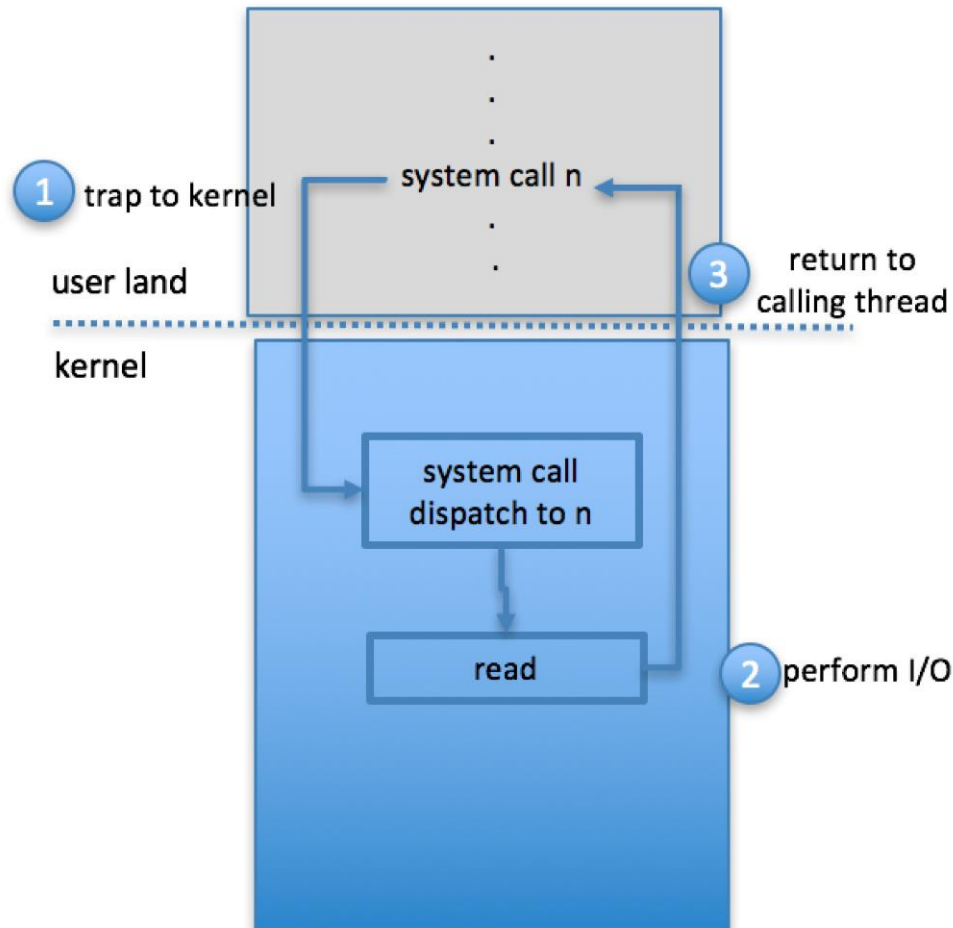 .
.
.
system call n
.
.
1
trap to kernel
user land
3
return to
calling thread
kernel
system call
dispatch to n
read
2
perform I/O